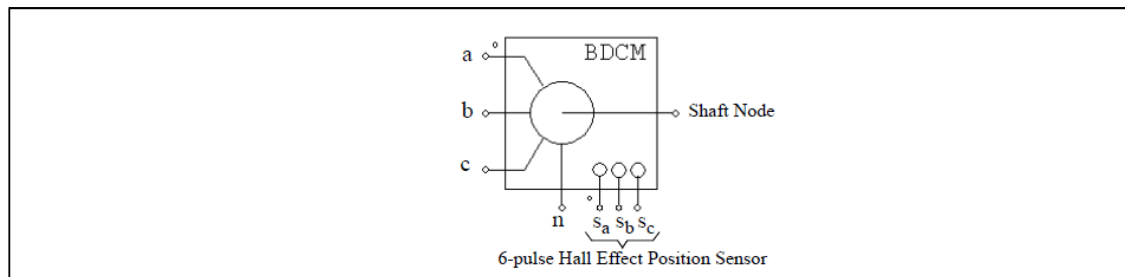 BDCM
a
b
Shaft Node
c
n
Sa Sb Sc
6-pulse Hall Effect Position Sensor